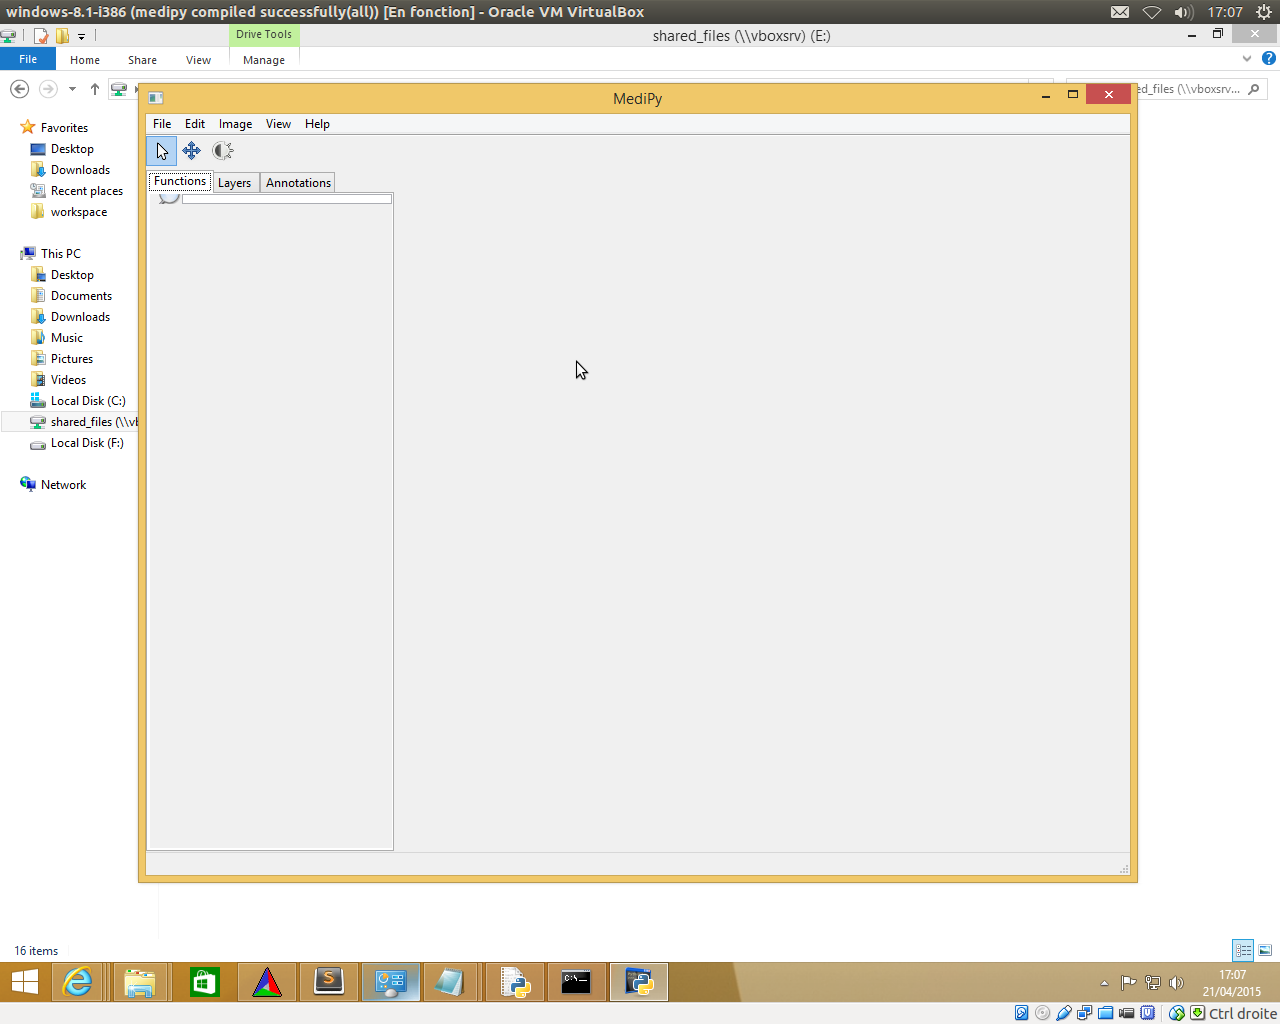 windows-8.1-i386 (medipy compiled successfully(all)) [En fonction] - Oracle VM VirtualBox
17:07
Drive Tools
shared_files (\\vboxsrv) (E:)
File
Home
Share
View
Manage
ed_files (\\vboxsrv...
MediPy
File
Edit
Image
View
Help
Functions
Layers
Annotations
Favorites
Desktop
Downloads
Recent places
workspace
This PC
Desktop
Documents
Downloads
Music
Pictures
Videos
Local Disk (C:)
shared_files (\\vb
Local Disk (F:)
Network
16 items
17:07
21/04/2015
Ctrl droite